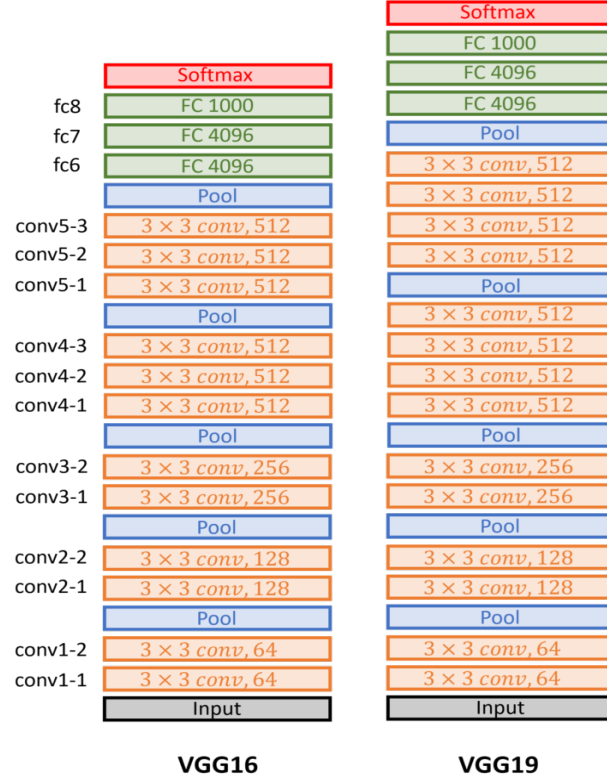 Softmax
FC 1000
FC 4096
FC 4096
Pool
3 × 3 conv, 512
3 × 3 conv, 512
3 × 3 conv, 512
3 × 3 conv, 512
Pool
3 × 3 conv, 512
3 × 3 conv, 512
3 × 3 conv, 512
3 × 3 conv, 512
Pool
3 × 3 conv, 256
3 × 3 conv, 256
Pool
3 × 3 conv, 128
3 × 3 conv, 128
Pool
3 × 3 conv, 64
3 × 3 conv, 64
Input
VGG19
Softmax
fc8 FC 1000
fc7 FC 4096
fc6 FC 4096
Pool
conv5-3 3 × 3 conv, 512
conv5-2 3 × 3 conv, 512
conv5-1 3 × 3 conv, 512
Pool
conv4-3 3 × 3 conv, 512
conv4-2 3 × 3 conv, 512
conv4-1 3 × 3 conv, 512
Pool
conv3-2 3 × 3 conv, 256
conv3-1 3 × 3 conv, 256
Pool
conv2-2 3 × 3 conv, 128
conv2-1 3 × 3 conv, 128
Pool
conv1-2 3 × 3 conv, 64
conv1-1 3 × 3 conv, 64
Input
VGG16